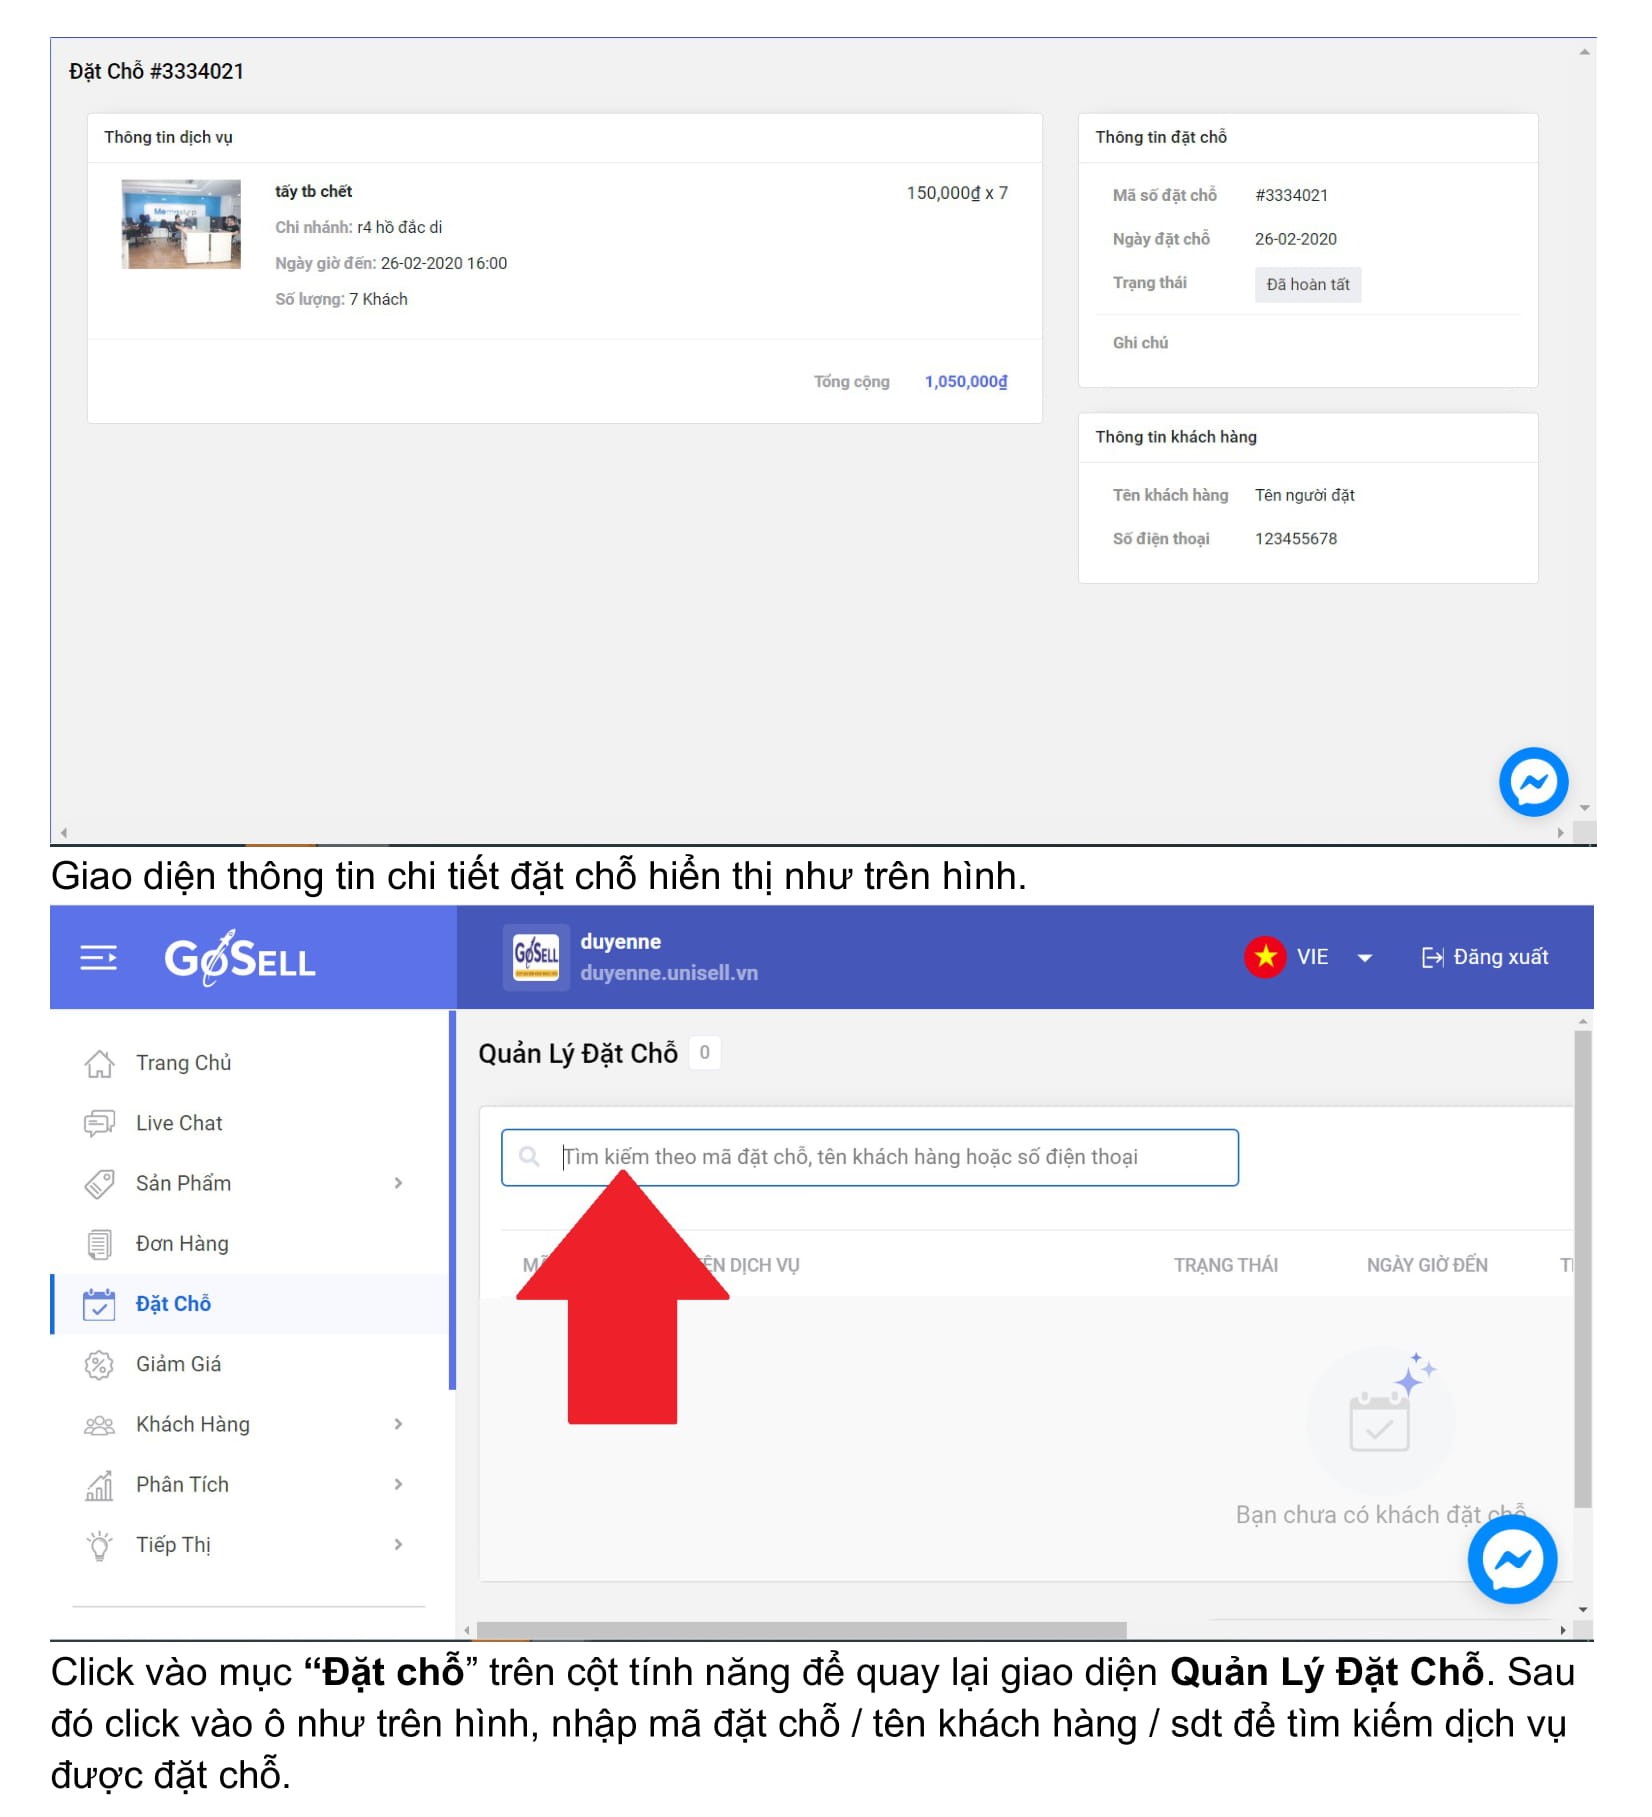 Đặt Chỗ #3334021
Thông tin dịch vụ
tấy tb chết
150,000₫ x 7
Chi nhánh: r4 hồ đắc di
Ngày giờ đến: 26-02-2020 16:00
Số lượng: 7 Khách
Tổng cộng 1,050,000₫
Thông tin đặt chỗ
Mã số đặt chỗ #3334021
Ngày đặt chỗ 26-02-2020
Trạng thái Đã hoàn tất
Ghi chú
Thông tin khách hàng
Tên khách hàng Tên người đặt
Số điện thoại 123455678
Giao diện thông tin chi tiết đặt chỗ hiển thị như trên hình.
GoSELL
GoSELL
duyenne
duyenne.unisell.vn
VIE
Đăng xuất
Trang Chủ
Live Chat
Sản Phẩm
Đơn Hàng
Đặt Chỗ
Giảm Giá
Khách Hàng
Phân Tích
Tiếp Thị
Quản Lý Đặt Chỗ 0
Tìm kiếm theo mã đặt chỗ, tên khách hàng hoặc số điện thoại
DỊCH VỤ TRẠNG THÁI NGÀY GIỜ ĐẾN
Bạn chưa có khách đặt chỗ
Click vào mục “Đặt chỗ” trên cột tính năng để quay lại giao diện Quản Lý Đặt Chỗ. Sau
đó click vào ô như trên hình, nhập mã đặt chỗ / tên khách hàng / sdt để tìm kiếm dịch vụ
được đặt chỗ.